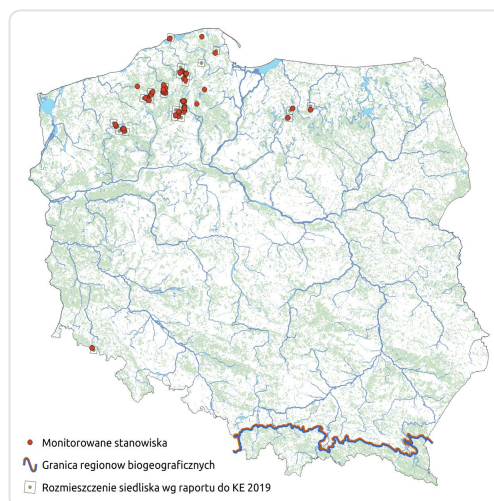 Monitorowane stanowiska
Granica regionow biogeograficznych
Rozmieszczenie siedliska wg raportu do KE 2019